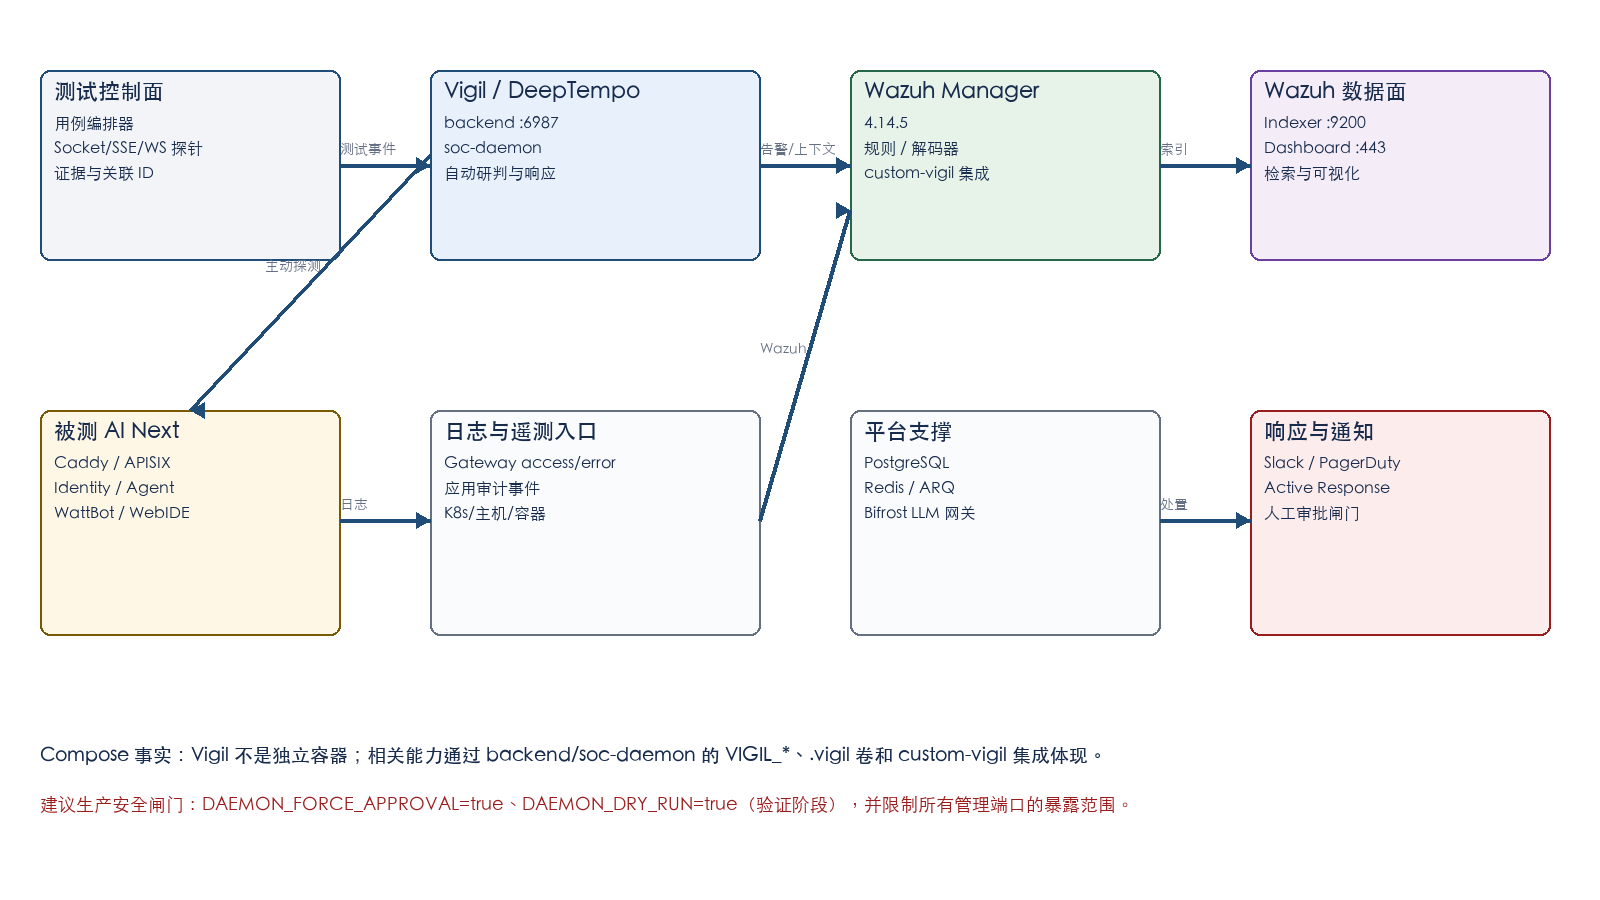 测试控制面
用例编排器
Socket/SSE/WS 探针
证据与关联 ID
测试事件
Vigil / DeepTempo
backend :6987
soc-daemon
自动研判与响应
告警/上下文
Wazuh Manager
4.14.5
规则 / 解码器
custom-vigil 集成
索引
Wazuh 数据面
Indexer :9200
Dashboard :443
检索与可视化
主动探测
Wazuh
被测 AI Next
Caddy / APISIX
Identity / Agent
WattBot / WebIDE
日志
日志与遥测入口
Gateway access/error
应用审计事件
K8s/主机/容器
平台支撑
PostgreSQL
Redis / ARQ
Bifrost LLM 网关
处置
响应与通知
Slack / PagerDuty
Active Response
人工审批闸门
Compose 事实：Vigil 不是独立容器；相关能力通过 backend/soc-daemon 的 VIGIL_*、.vigil 卷和 custom-vigil 集成体现。
建议生产安全闸门：DAEMON_FORCE_APPROVAL=true、DAEMON_DRY_RUN=true（验证阶段），并限制所有管理端口的暴露范围。